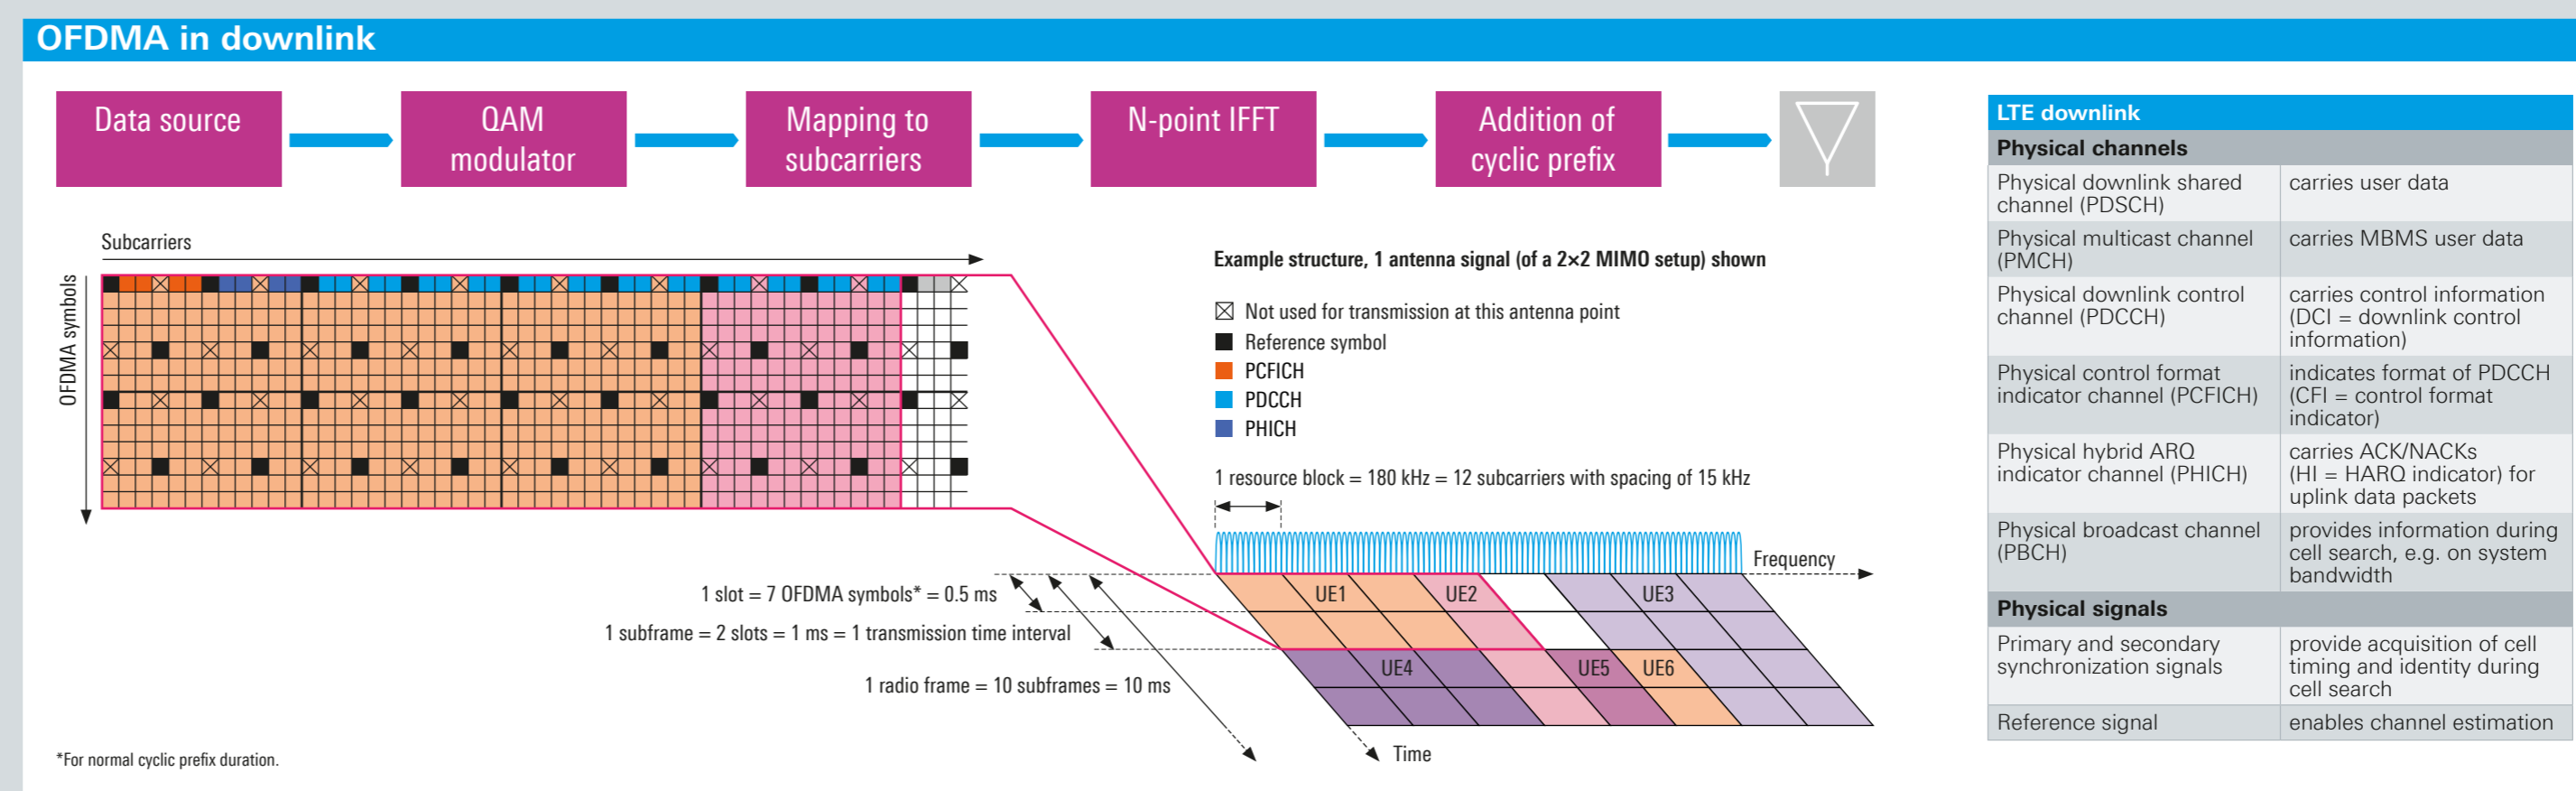 OFDMA in downlink
Data source
QAM
modulator
Mapping to
subcarriers
N-point IFFT
Addition of
cyclic prefix
Subcarriers
OFDMA symbols
Example structure, 1 antenna signal (of a 2×2 MIMO setup) shown
Not used for transmission at this antenna point
Reference symbol
PCFICH
PDCCH
PHICH
1 resource block = 180 kHz = 12 subcarriers with spacing of 15 kHz
Frequency
1 slot = 7 OFDMA symbols* = 0.5 ms
1 subframe = 2 slots = 1 ms = 1 transmission time interval
1 radio frame = 10 subframes = 10 ms
UE1
UE2
UE3
UE4
UE5
UE6
Time
*For normal cyclic prefix duration.
LTE downlink
Physical channels
Physical downlink shared
channel (PDSCH)
carries user data
Physical multicast channel
(PMCH)
carries MBMS user data
Physical downlink control
channel (PDCCH)
carries control information
(DCI = downlink control
information)
Physical control format
indicator channel (PCFICH)
indicates format of PDCCH
(CFI = control format
indicator)
Physical hybrid ARQ
indicator channel (PHICH)
carries ACK/NACKs
(HI = HARQ indicator) for
uplink data packets
Physical broadcast channel
(PBCH)
provides information during
cell search, e.g. on system
bandwidth
Physical signals
Primary and secondary
synchronization signals
provide acquisition of cell
timing and identity during
cell search
Reference signal
enables channel estimation